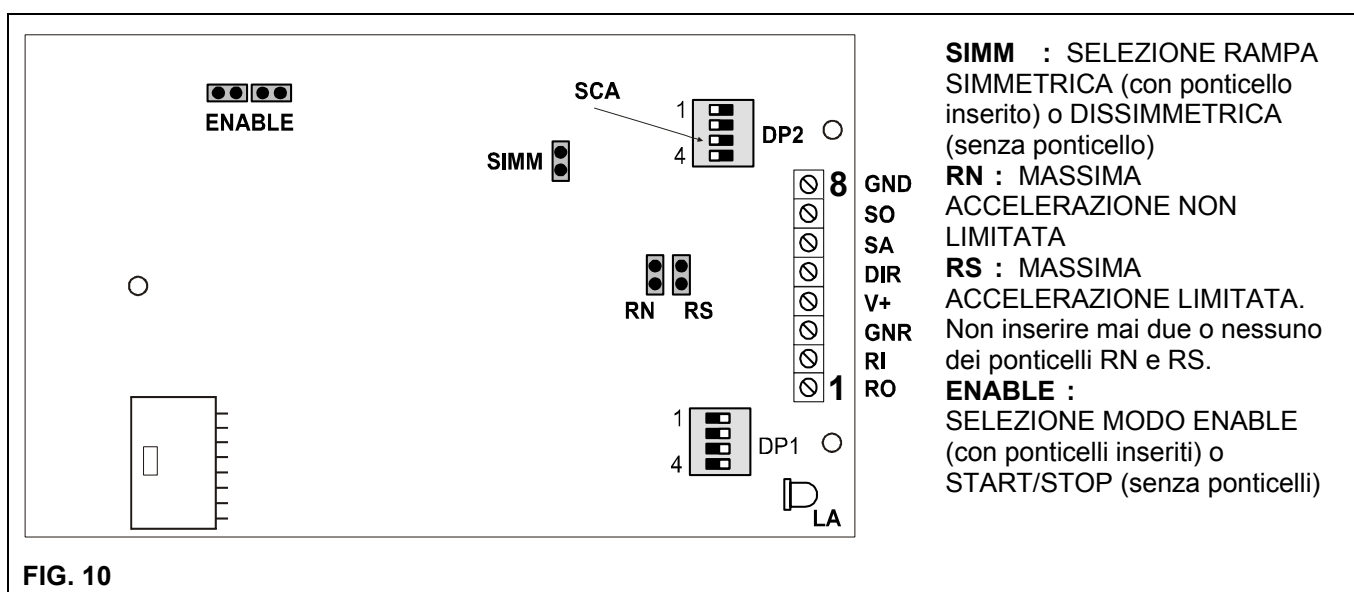 ENABLE
SIMM
SCA
1
4
DP2
8 GND
SO
SA
DIR
V+
GNR
RI
1 RO
RN RS
1
4
DP1
LA
SIMM : SELEZIONE RAMPA
SIMMETRICA (con ponticello
inserito) o DISSIMMETRICA
(senza ponticello)
RN : MASSIMA
ACCELERAZIONE NON
LIMITATA
RS : MASSIMA
ACCELERAZIONE LIMITATA.
Non inserire mai due o nessuno
dei ponticelli RN e RS.
ENABLE :
SELEZIONE MODO ENABLE
(con ponticelli inseriti) o
START/STOP (senza ponticelli)
FIG. 10